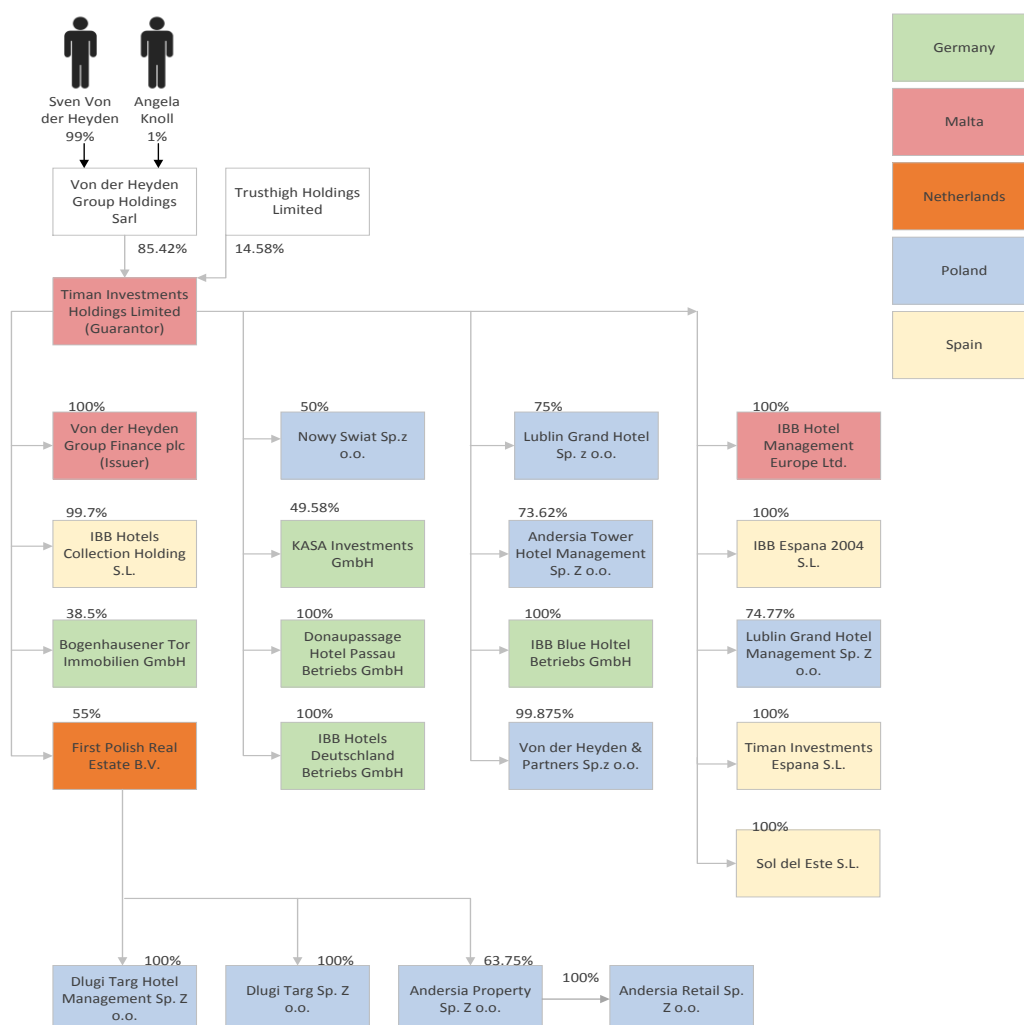 Sven Von
der Heyden
99%
Angela
Knoll
1%
Germany
Malta
Netherlands
Poland
Spain
Von der Heyden
Group Holdings
Sarl
Trusthigh Holdings
Limited
85.42%
14.58%
Timan Investments
Holdings Limited
(Guarantor)
100%
Von der Heyden
Group Finance plc
(Issuer)
50%
Nowy Swiat Sp.z
o.o.
75%
Lublin Grand Hotel
Sp. z o.o.
100%
IBB Hotel
Management
Europe Ltd.
99.7%
IBB Hotels
Collection Holding
S.L.
49.58%
KASA Investments
GmbH
73.62%
Andersia Tower
Hotel Management
Sp. Z o.o.
100%
IBB Espana 2004
S.L.
38.5%
Bogenhausener Tor
Immobilien GmbH
100%
Donaupassage
Hotel Passau
Betriebs GmbH
100%
IBB Blue Holtel
Betriebs GmbH
74.77%
Lublin Grand Hotel
Management Sp. Z
o.o.
55%
First Polish Real
Estate B.V.
100%
IBB Hotels
Deutschland
Betriebs GmbH
99.875%
Von der Heyden &
Partners Sp.z o.o.
100%
Timan Investments
Espana S.L.
100%
Sol del Este S.L.
100%
Dlugi Targ Hotel
Management Sp. Z
o.o.
100%
Dlugi Targ Sp. Z
o.o.
63.75%
Andersia Property
Sp. Z o.o.
100%
Andersia Retail Sp.
Z o.o.